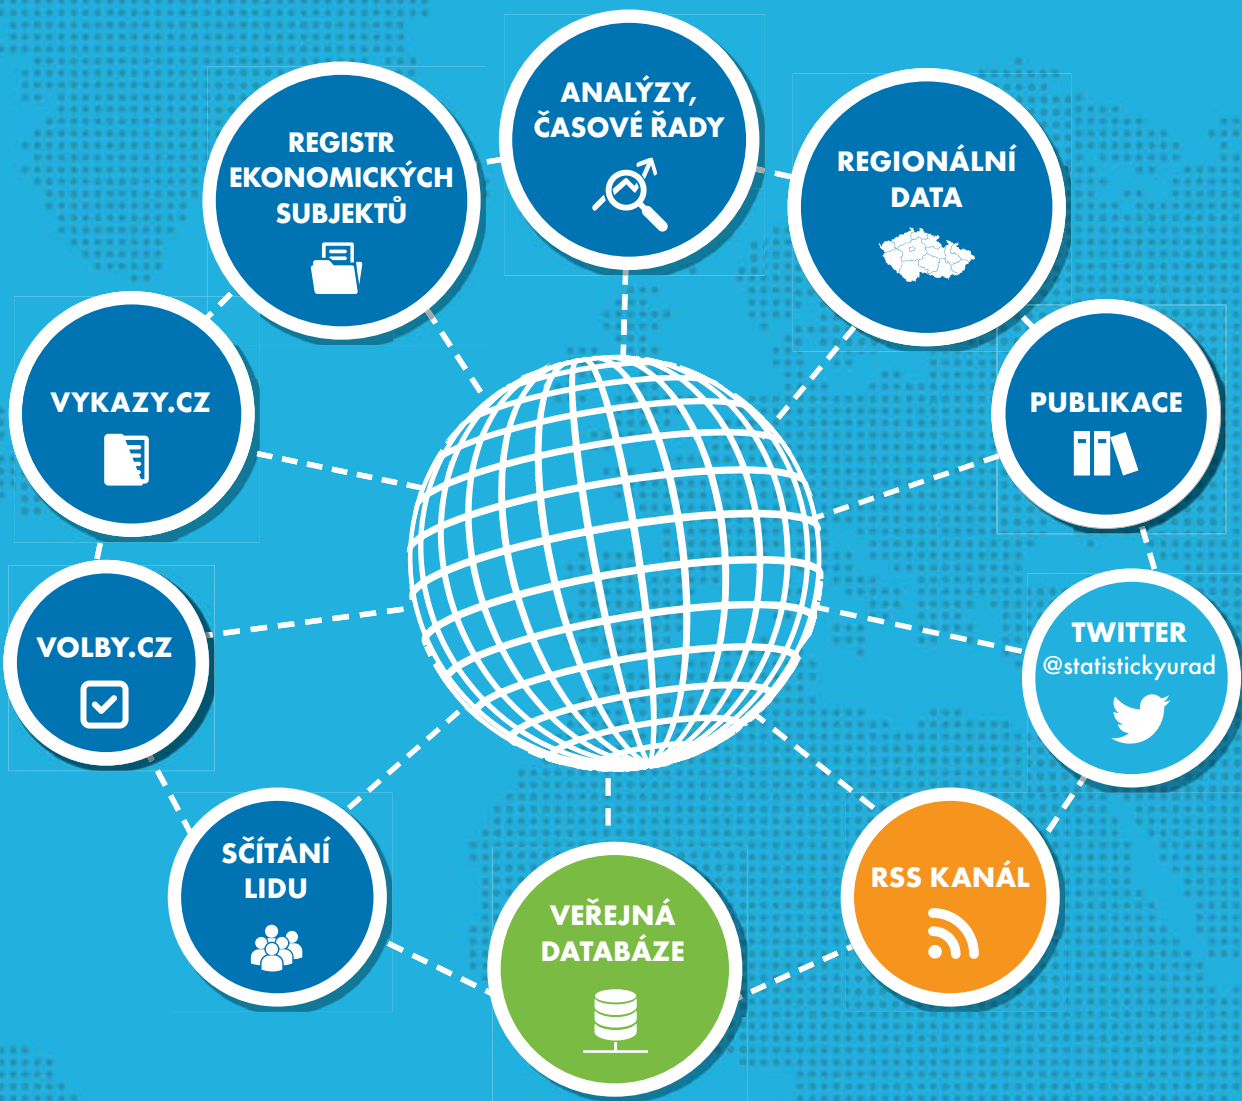 ANALÝZY,
ČASOVÉ ŘADY
REGISTR
EKONOMICKÝCH
SUBJEKTŮ
REGIONÁLNÍ
DATA
VYKAZY.CZ
PUBLIKACE
VOLBY.CZ
TWITTER
@statistickyurad
SČÍTÁNÍ
LIDU
RSS KANÁL
VEŘEJNÁ
DATABÁZE